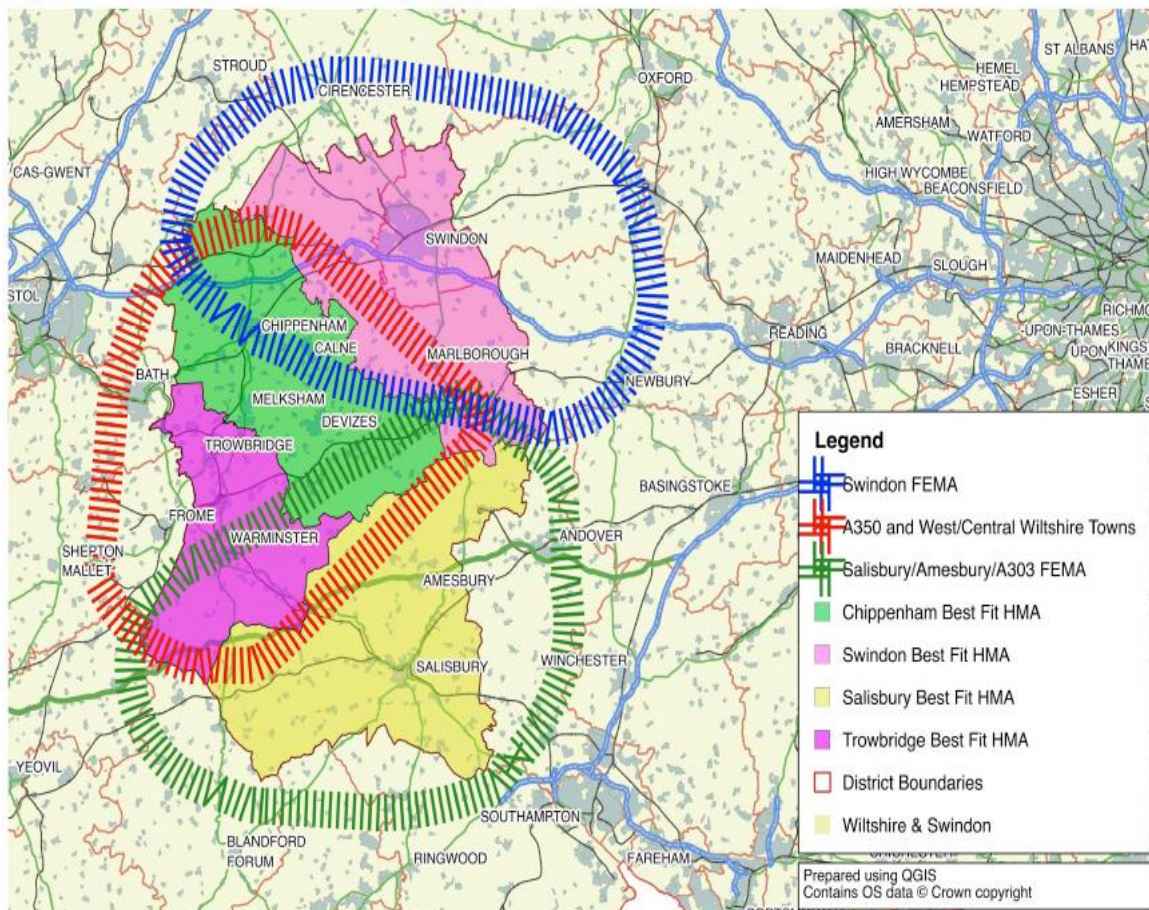 STROUD
CIRENCESTER
OXFORD
ST ALBANS
HEMEL
HEMPSTEAD
AMERSHAM
WATFORD
CAS-GWENT
HIGH WYCOMBE
BEACONSFIELD
SWINDON
MAIDENHEAD
SLOUGH
STOL
RICHMO
CHIPPENHAM
CALNE
READING
-UPON-THAMES
BRACKNELL
UPON
KINGS
THAME
MARLBOROUGH
BATH
NEWBURY
ESHER
MELKSHAM
DEVIZES
TROWBRIDGE
BASINGSTOKE
FROME
WARMINSTER
ANDOVER
SHEPTON
MALLET
AMESBURY
SALISBURY
WINCHESTER
YEOVIL
SOUTHAMPTON
BLANDFORD
FORUM
RINGWOOD
FAREHAM
Legend
Swindon FEMA
A350 and West/Central Wiltshire Towns
Salisbury/Amesbury/A303 FEMA
Chippenham Best Fit HMA
Swindon Best Fit HMA
Salisbury Best Fit HMA
Trowbridge Best Fit HMA
District Boundaries
Wiltshire & Swindon
Prepared using QGIS
Contains OS data © Crown copyright